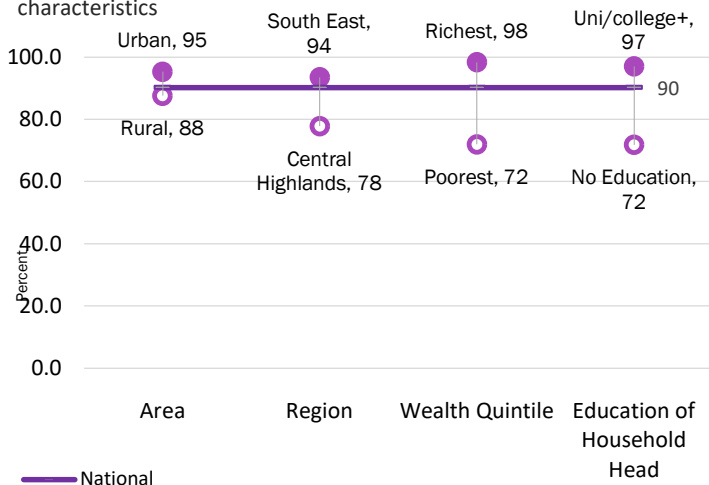 characteristics
Urban, 95
South East,
94
Richest, 98
Uni/college+,
97
100.0
90
80.0
Rural, 88
Central
Highlands, 78
Poorest, 72
No Education,
72
60.0
40.0
Percent
20.0
0.0
Area
Region
Wealth Quintile
Education of
Household
Head
National